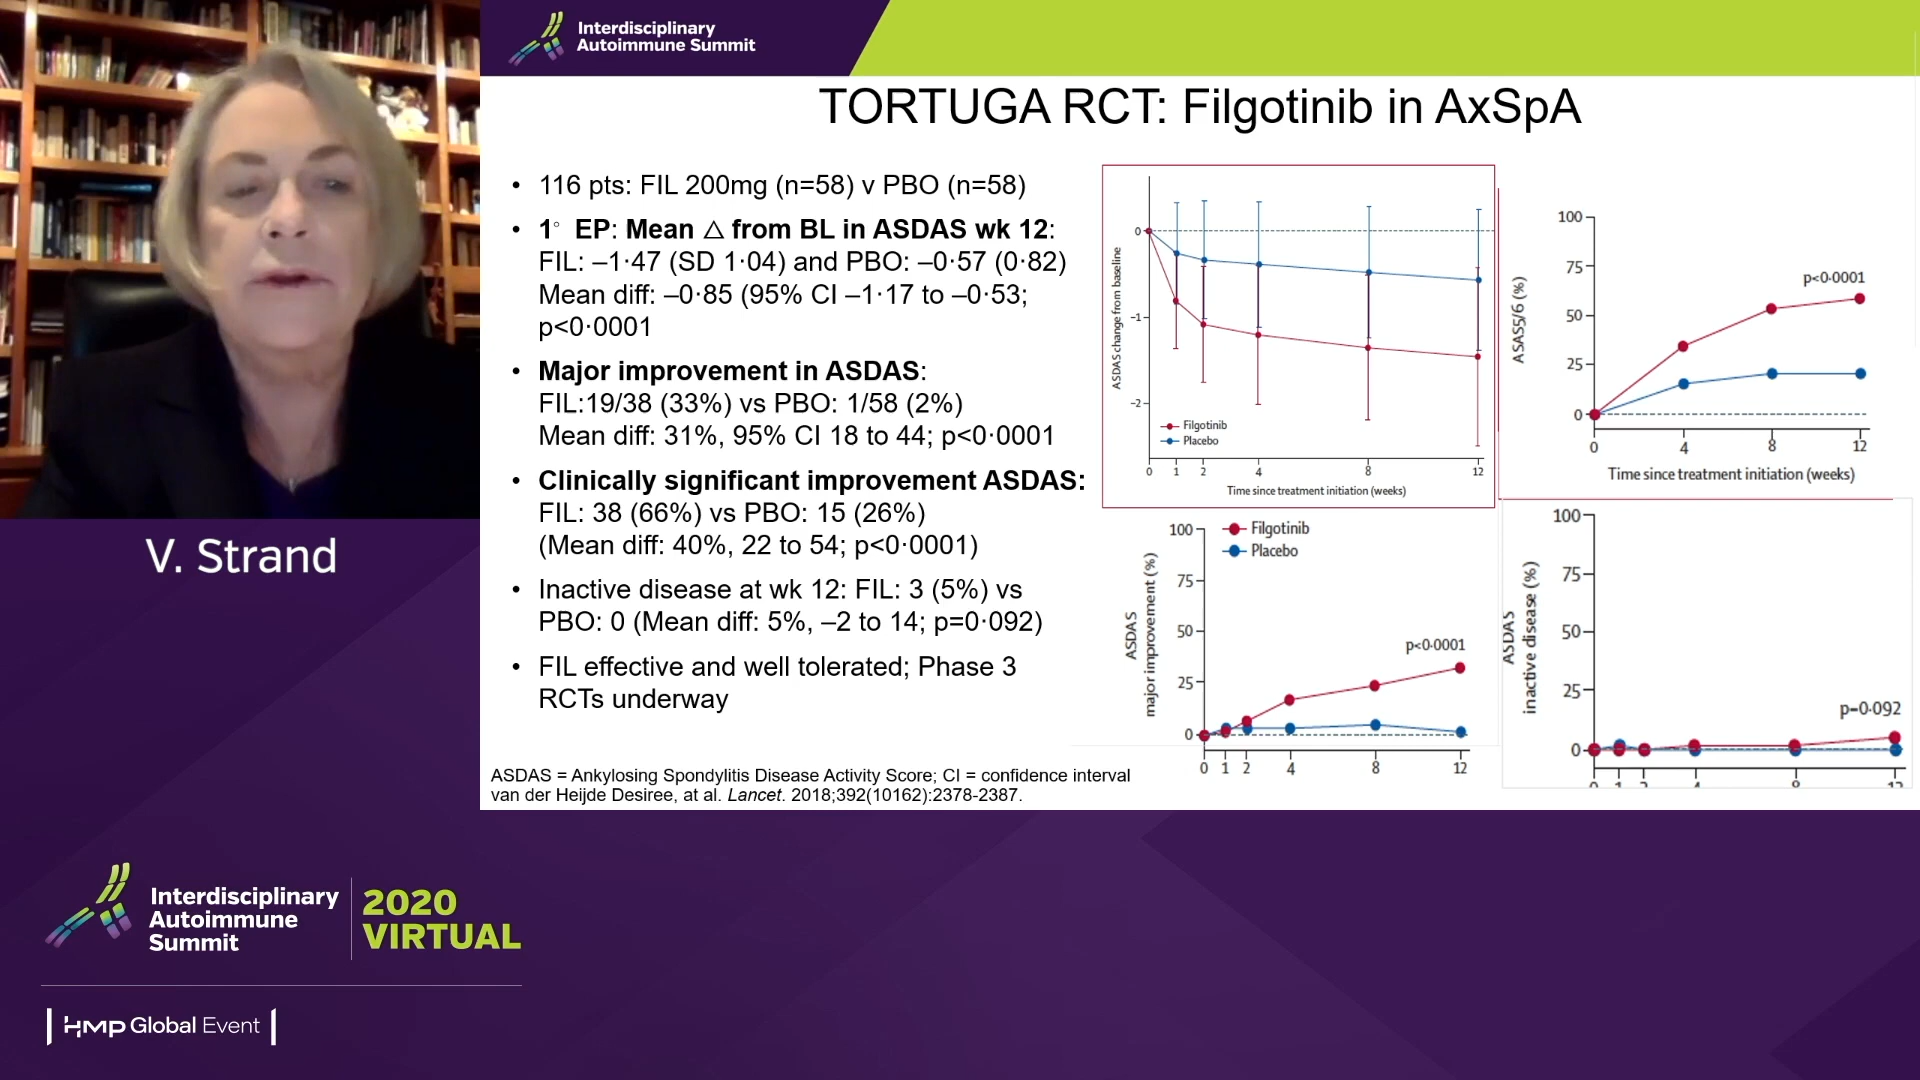 Interdisciplinary
Autoimmune Summit
TORTUGA RCT: Filgotinib in AxSpA
• 116 pts: FIL 200mg (n=58) v PBO (n=58)
• 1° EP: Mean △ from BL in ASDAS wk 12:
FIL: –1·47 (SD 1·04) and PBO: –0·57 (0·82)
Mean diff: –0·85 (95% CI –1·17 to –0·53;
p<0·0001
• Major improvement in ASDAS:
FIL:19/38 (33%) vs PBO: 1/58 (2%)
Mean diff: 31%, 95% CI 18 to 44; p<0·0001
• Clinically significant improvement ASDAS:
FIL: 38 (66%) vs PBO: 15 (26%)
(Mean diff: 40%, 22 to 54; p<0·0001)
• Inactive disease at wk 12: FIL: 3 (5%) vs
PBO: 0 (Mean diff: 5%, –2 to 14; p=0·092)
• FIL effective and well tolerated; Phase 3
RCTs underway
ASDAS = Ankylosing Spondylitis Disease Activity Score; CI = confidence interval
van der Heijde Desiree, at al. Lancet. 2018;392(10162):2378-2387.
ASDAS change from baseline
0
–1
–2
Filgotinib
Placebo
0 1 2 4 8 12
Time since treatment initiation (weeks)
ASAS5/6 (%)
100
75
50
25
0
p<0·0001
0 4 8 12
Time since treatment initiation (weeks)
ASDAS
major improvement (%)
100
75
50
25
0
Filgotinib
Placebo
p<0·0001
0 1 2 4 8 12
ASDAS
inactive disease (%)
100
75
50
25
0
p=0·092
0 1 2 4 8 12
V. Strand
Interdisciplinary
Autoimmune
Summit
2020
VIRTUAL
HMP Global Event